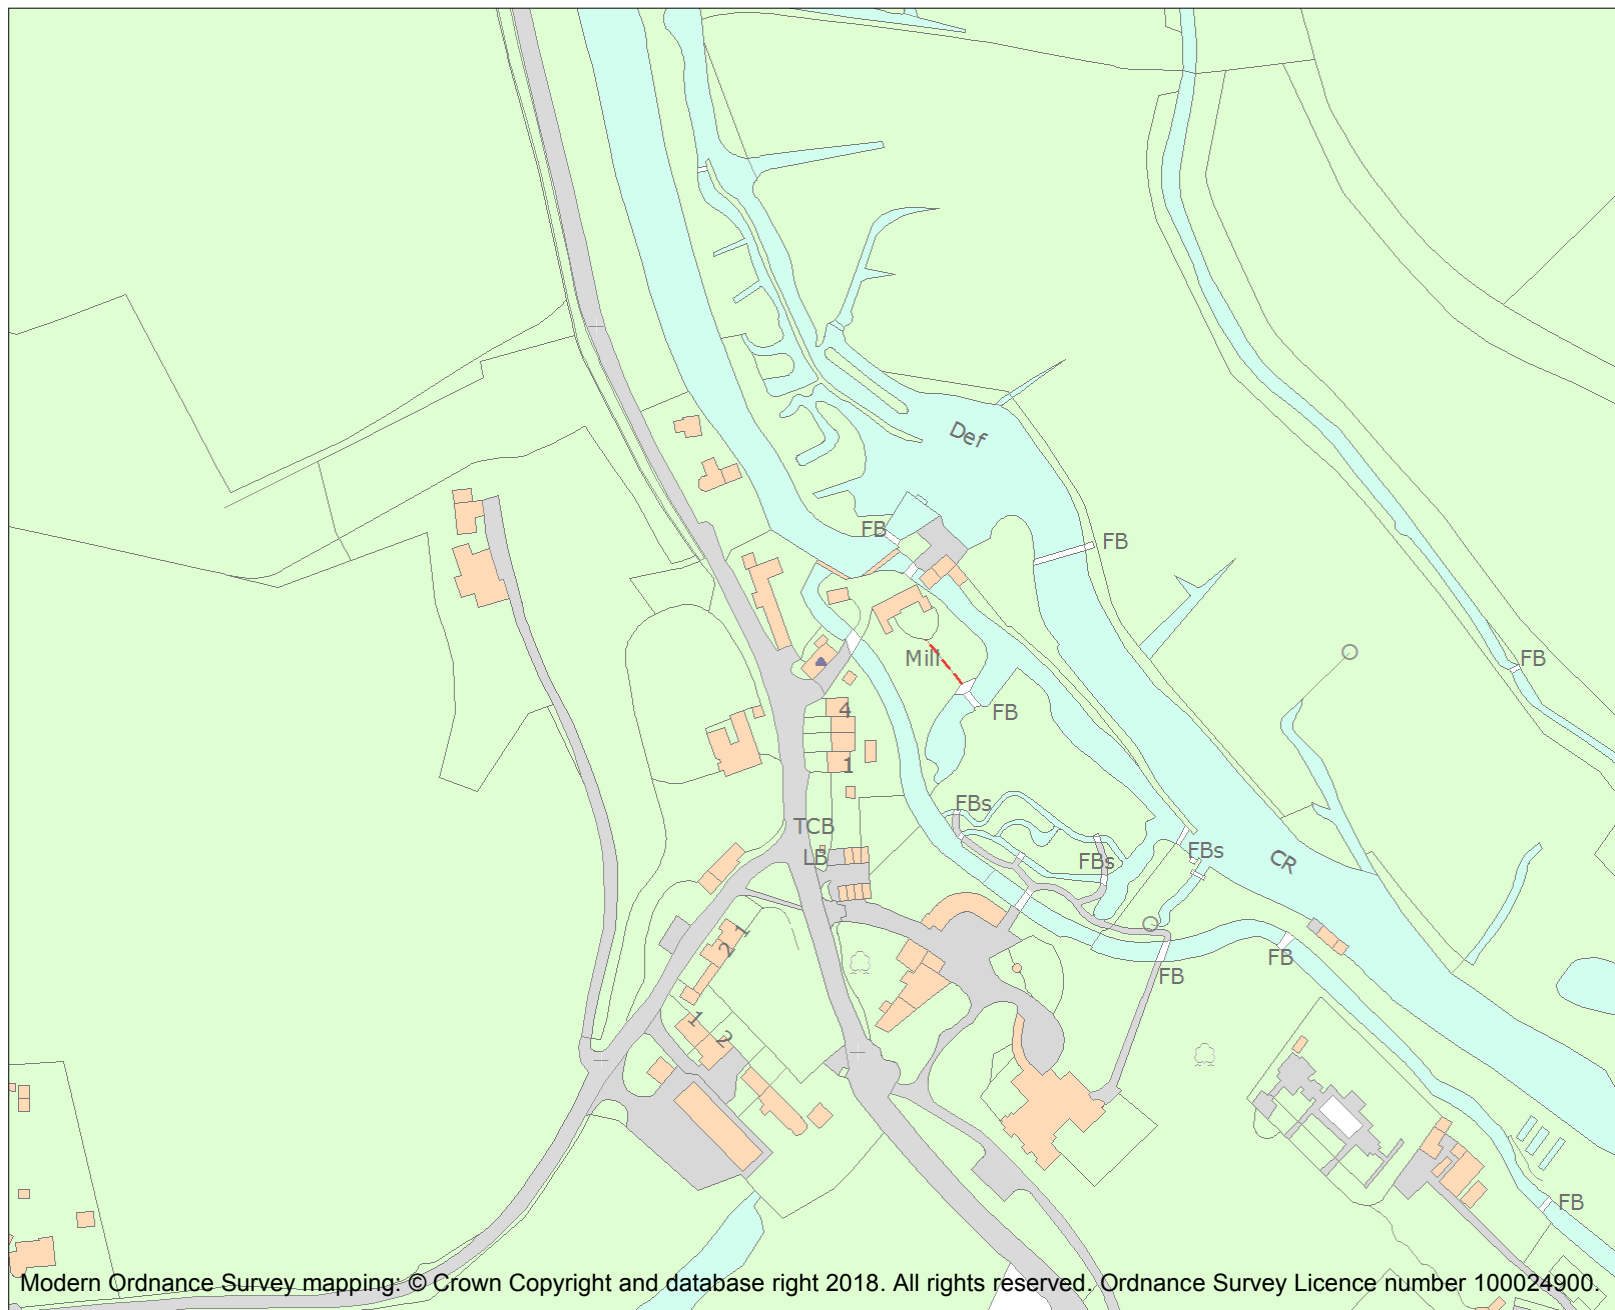 Def
FB
FB
Mill
FB
FB
4
1
FBs
TCB
LB
FBs
FBs
CR
1
2
FB
FB
1
2
FB
Modern Ordnance Survey mapping: © Crown Copyright and database right 2018. All rights reserved. Ordnance Survey Licence number 100024900.